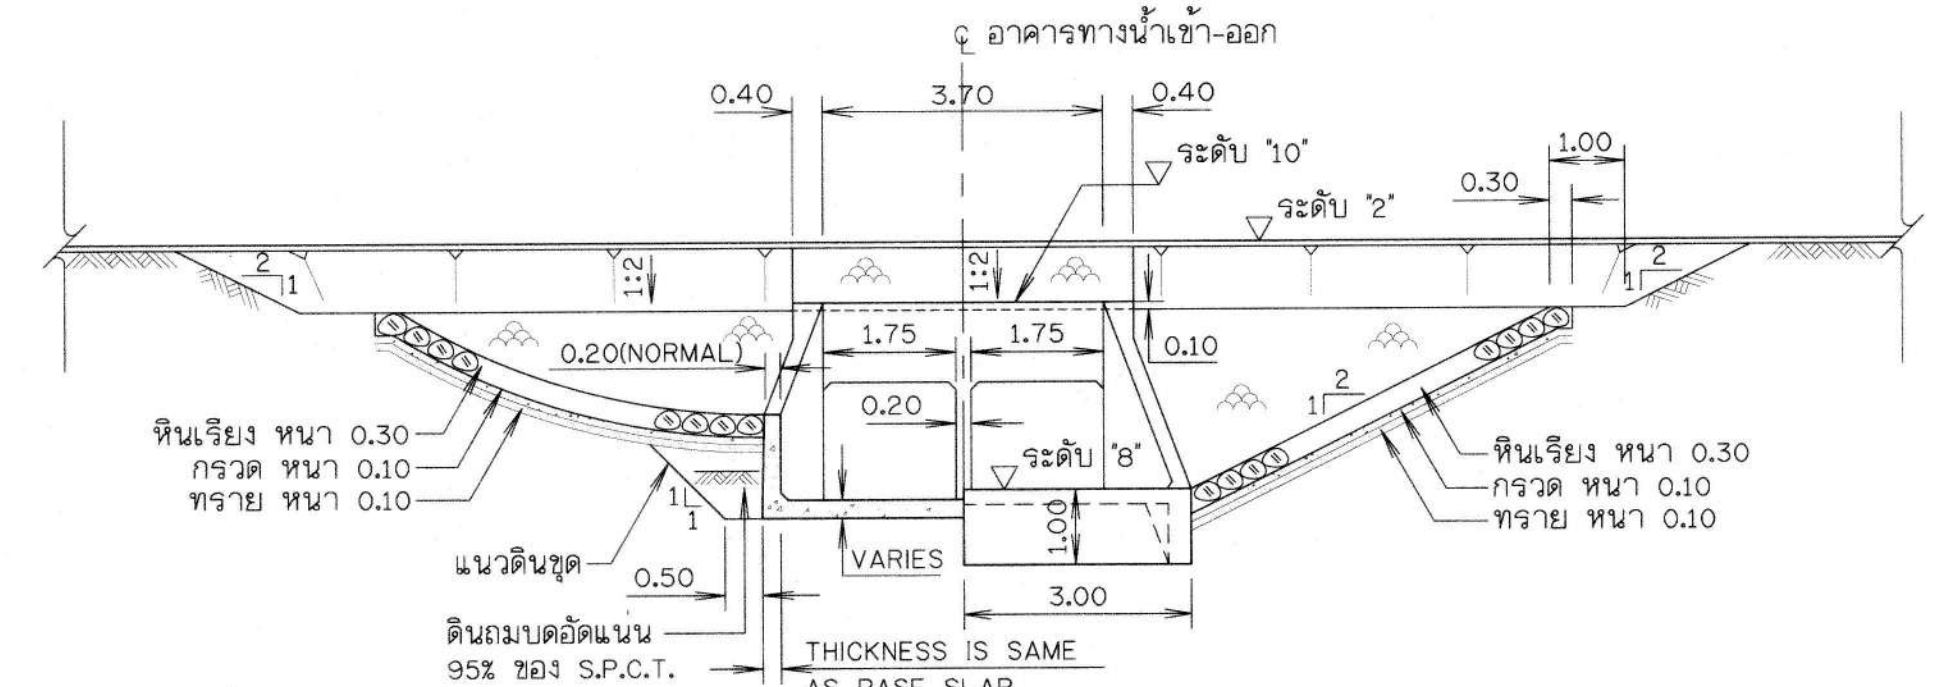 ℄ อาคารทางน้ำเข้า-ออก
0.40
3.70
0.40
ระดับ "10"
1.00
0.30
ระดับ "2"
2
1
1:2
1:2
2
1
1.75
1.75
0.20(NORMAL)
0.10
0.20
2
1
ระดับ "8"
หินเรียง หนา 0.30
กรวด หนา 0.10
ทราย หนา 0.10
หินเรียง หนา 0.30
กรวด หนา 0.10
ทราย หนา 0.10
1
1
1.00
แนวดินขุด
VARIES
0.50
3.00
ดินถมบดอัดแน่น
95% ของ S.P.C.T.
THICKNESS IS SAME
AS BASE SLAB